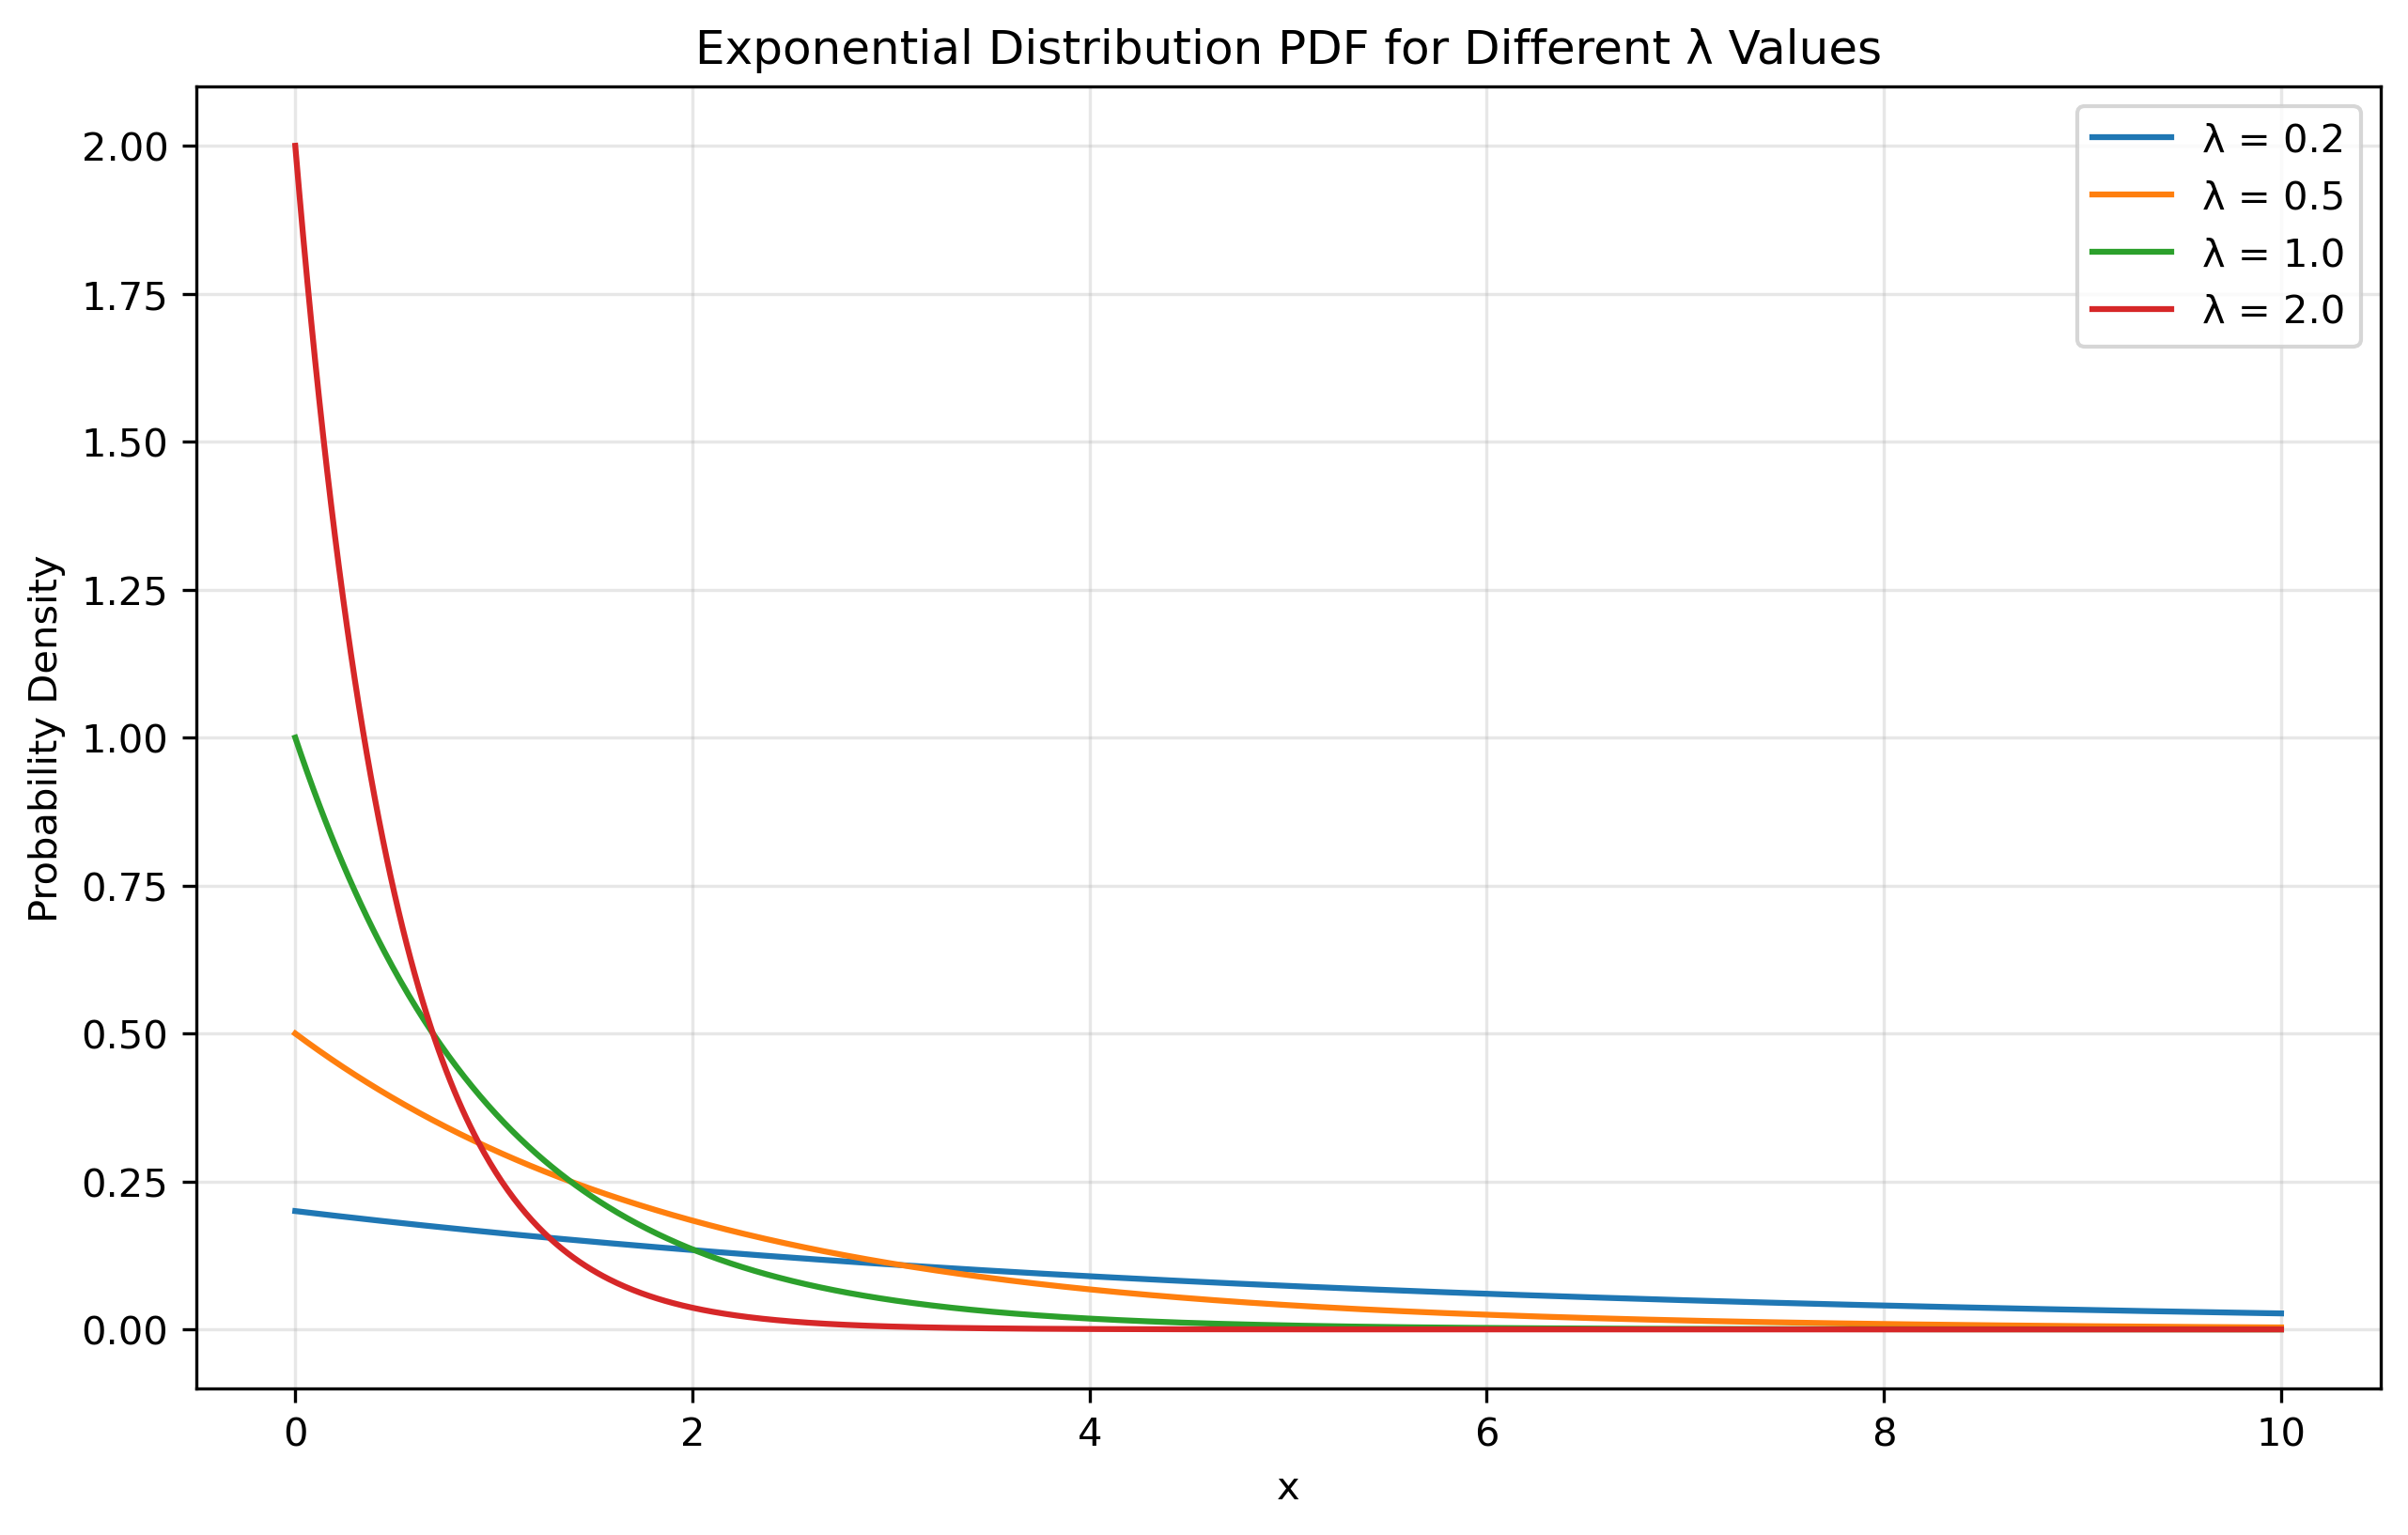 Exponential Distribution PDF for Different λ Values
λ = 0.2
λ = 0.5
λ = 1.0
λ = 2.0
Probability Density
2.00
1.75
1.50
1.25
1.00
0.75
0.50
0.25
0.00
0 2 4 6 8 10
x